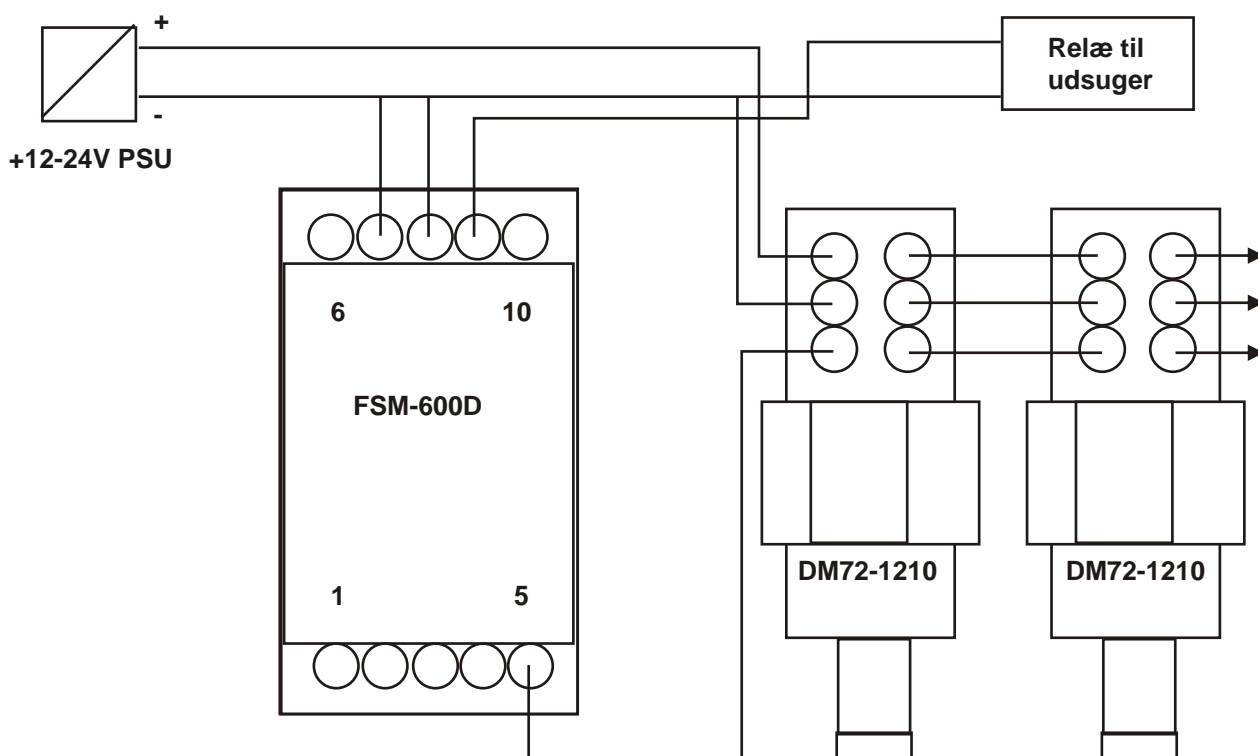 +
Relæ til
udsuger
-
+12-24V PSU
6
10
FSM-600D
DM72-1210
DM72-1210
1
5